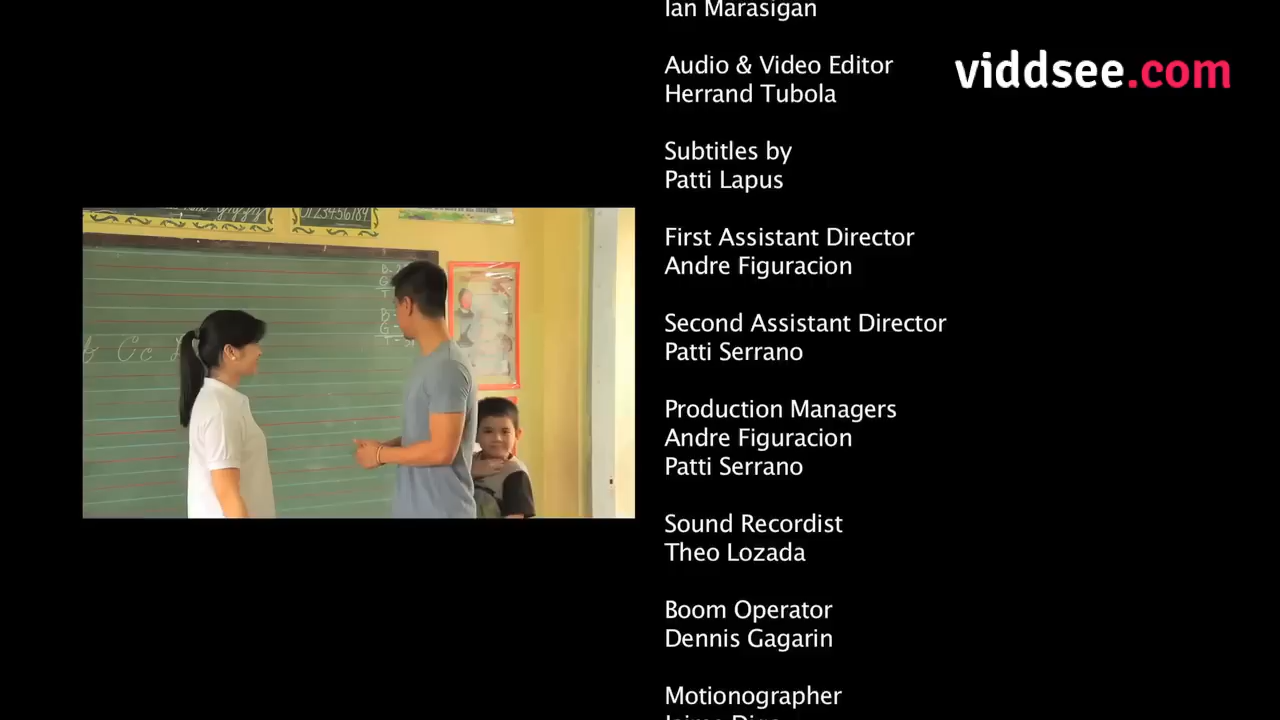 Ian Marasigan
viddsee.com
Audio & Video Editor
Herrand Tubola
Subtitles by
Patti Lapus
First Assistant Director
Andre Figuracion
Second Assistant Director
Patti Serrano
Production Managers
Andre Figuracion
Patti Serrano
Sound Recordist
Theo Lozada
Boom Operator
Dennis Gagarin
Motionographer
Cc